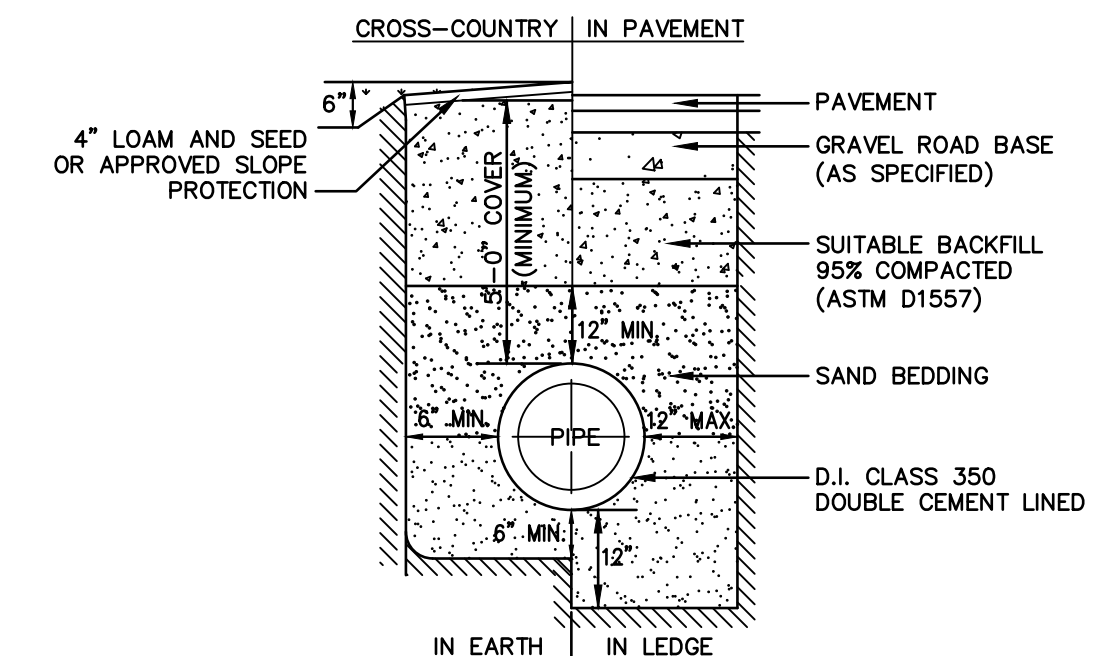 CROSS-COUNTRY
IN PAVEMENT
6"
4" LOAM AND SEED
OR APPROVED SLOPE
PROTECTION
5'-0" COVER
(MINIMUM)
PAVEMENT
GRAVEL ROAD BASE
(AS SPECIFIED)
SUITABLE BACKFILL
95% COMPACTED
(ASTM D1557)
12" MIN.
SAND BEDDING
6" MIN.
PIPE
12" MAX.
D.I. CLASS 350
DOUBLE CEMENT LINED
6" MIN.
12"
IN EARTH
IN LEDGE